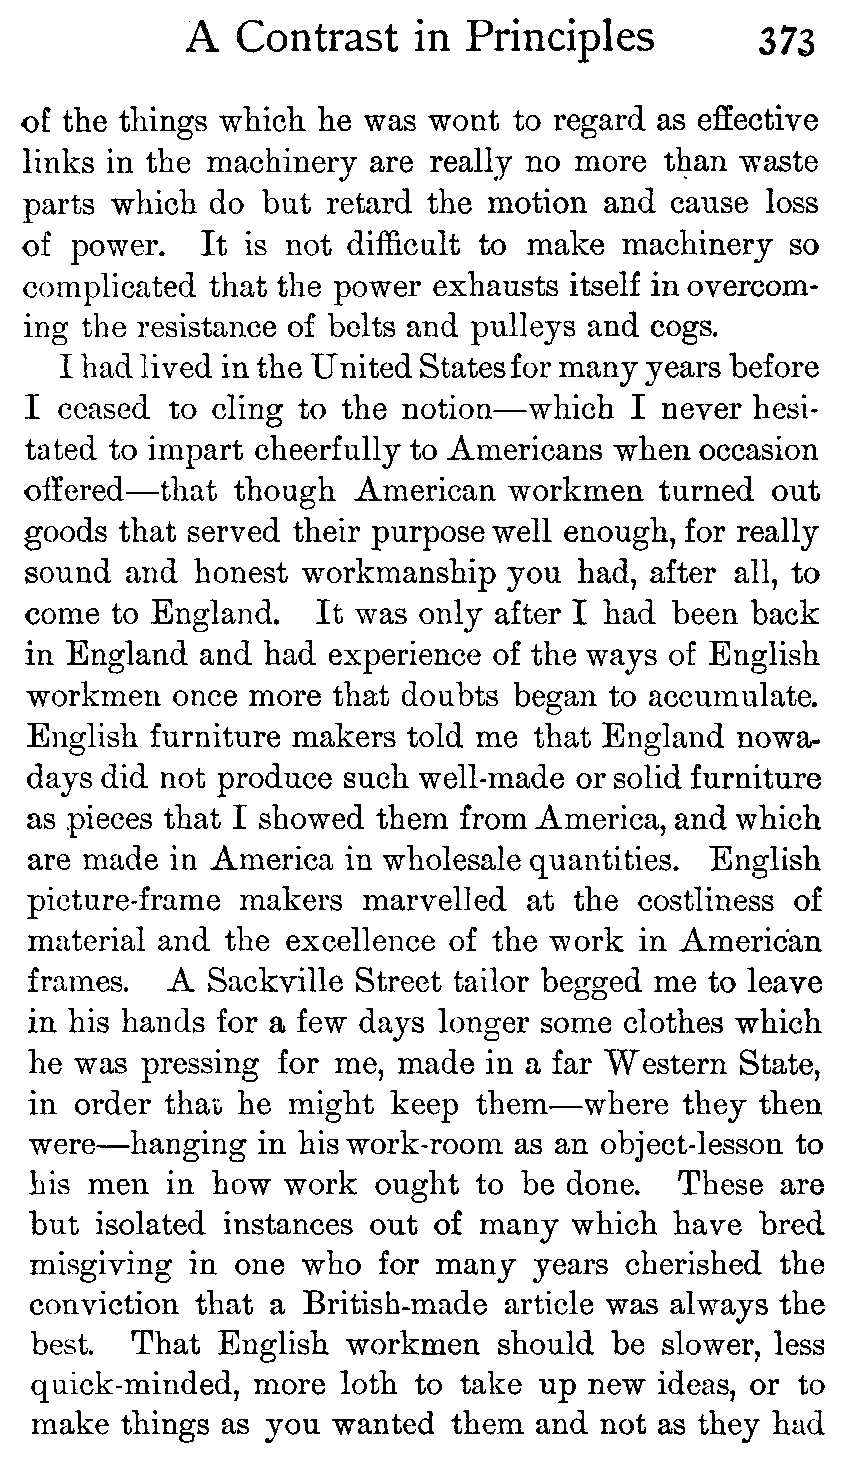 A Contrast in Principles 373
of the things which he was wont to regard as effective
links in the machinery are really no more than waste
parts which do but retard the motion and cause loss
of power. It is not difficult to make machinery so
complicated that the power exhausts itself in overcom-
ing the resistance of belts and pulleys and cogs.
I had lived in the United States for many years before
I ceased to cling to the notion—which I never hesi-
tated to impart cheerfully to Americans when occasion
offered—that though American workmen turned out
goods that served their purpose well enough, for really
sound and honest workmanship you had, after all, to
come to England. It was only after I had been back
in England and had experience of the ways of English
workmen once more that doubts began to accumulate.
English furniture makers told me that England nowa-
days did not produce such well-made or solid furniture
as pieces that I showed them from America, and which
are made in America in wholesale quantities. English
picture-frame makers marvelled at the costliness of
material and the excellence of the work in American
frames. A Sackville Street tailor begged me to leave
in his hands for a few days longer some clothes which
he was pressing for me, made in a far Western State,
in order that he might keep them—where they then
were—hanging in his work-room as an object-lesson to
his men in how work ought to be done. These are
but isolated instances out of many which have bred
misgiving in one who for many years cherished the
conviction that a British-made article was always the
best. That English workmen should be slower, less
quick-minded, more loth to take up new ideas, or to
make things as you wanted them and not as they had